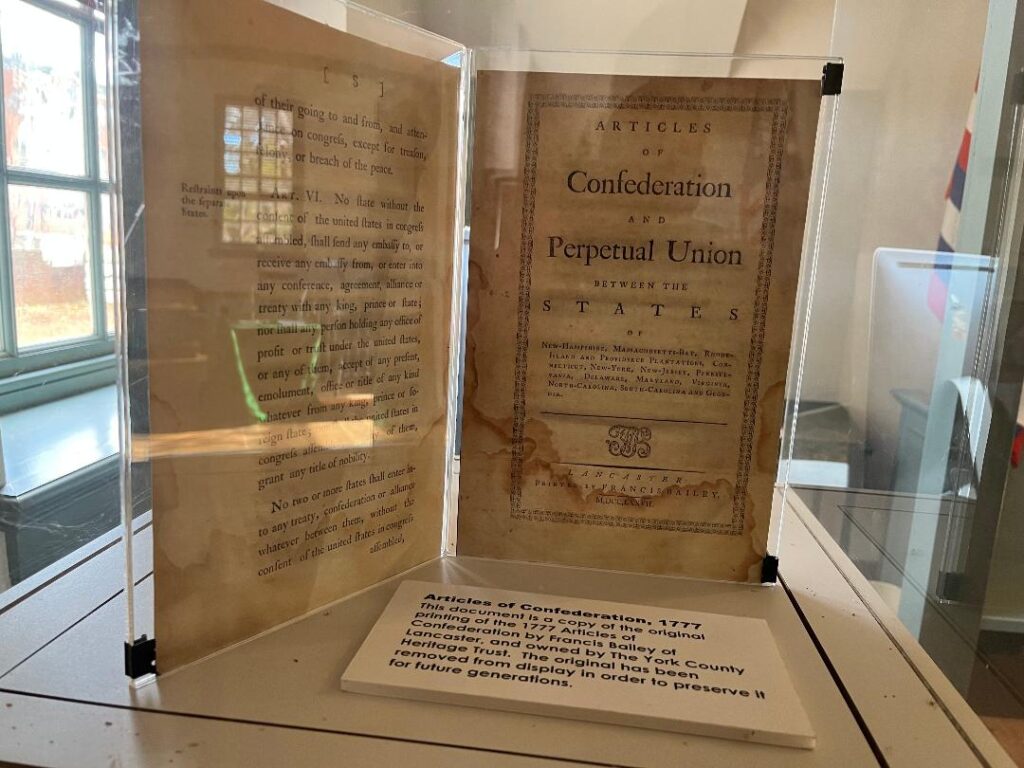 [ 5 ]
of their going to and from, and atten-
dance on congreſs, except for treaſon,
felony, or breach of the peace.
Reſtraints upon
the ſeparate
States.
ART. VI. No ſtate without the
conſent of the united ſtates in congreſs
aſſembled, ſhall ſend any embaſſy to, or
receive any embaſſy from, or enter into
any conference, agreement, alliance or
treaty with any king, prince or ſtate;
nor ſhall any perſon holding any office of
profit or truſt under the united ſtates,
or any of them, accept of any preſent,
emolument, office or title of any kind
whatever from any king, prince or fo-
reign ſtate; the united ſtates in
congreſs aſſem of them,
grant any title of nobility.
No two or more ſtates ſhall enter in-
to any treaty, confederation or alliance
whatever between them, without the
conſent of the united ſtates in congreſs
aſſembled,
ARTICLES
OF
Confederation
AND
Perpetual Union
BETWEEN THE
STATES
OF
NEW-HAMPSHIRE, MASSACHUSETTS-BAY, RHODE-
ISLAND AND PROVIDENCE PLANTATIONS, CON-
NECTICUT, NEW-YORK, NEW-JERSEY, PENNSYL-
VANIA, DELAWARE, MARYLAND, VIRGINIA,
NORTH-CAROLINA, SOUTH-CAROLINA AND GEOR-
GIA.
LANCASTER
PRINTED BY FRANCIS BAILEY.
M,DCC,LXXVII.
Articles of Confederation, 1777
This document is a copy of the original
printing of the 1777 Articles of
Confederation by Francis Bailey of
Lancaster, and owned by The York County
Heritage Trust. The original has been
removed from display in order to preserve it
for future generations.